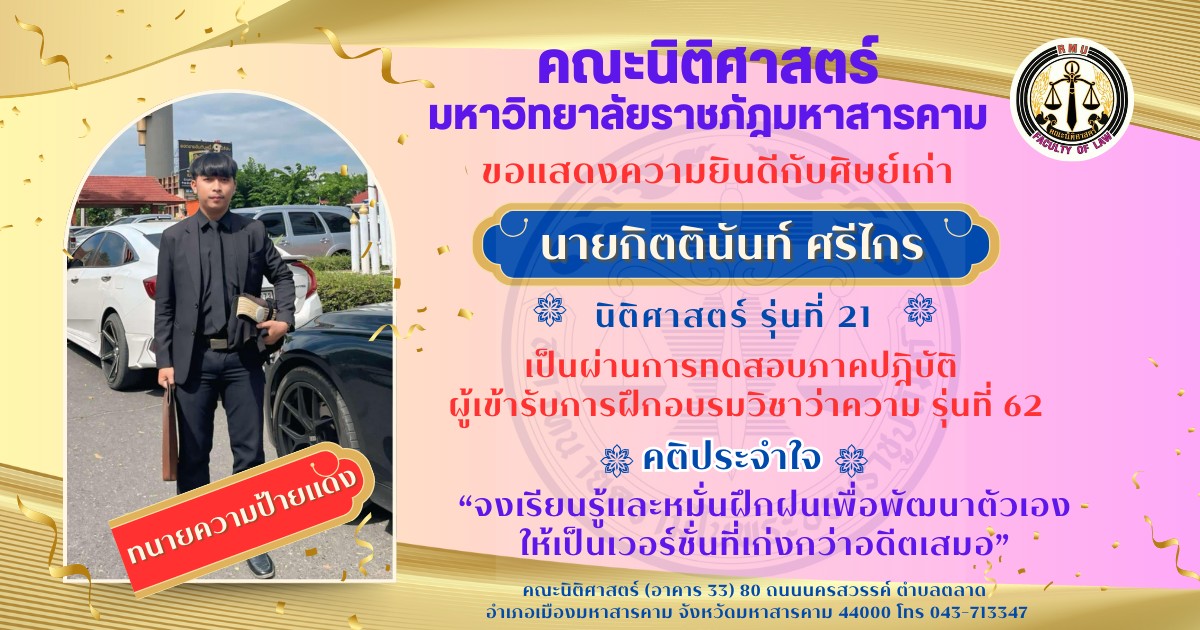 คณะนิติศาสตร์
มหาวิทยาลัยราชภัฏมหาสารคาม
RMU
คณะนิติศาสตร์
FACULTY OF LAW
ขอแสดงความยินดีกับศิษย์เก่า
นายกิตตินันท์ ศรีไกร
นิติศาสตร์ รุ่นที่ 21
เป็นผ่านการทดสอบภาคปฎิบัติ
ผู้เข้ารับการฝึกอบรมวิชาว่าความ รุ่นที่ 62
คติประจำใจ
“จงเรียนรู้และหมั่นฝึกฝนเพื่อพัฒนาตัวเอง
ให้เป็นเวอร์ชั่นที่เก่งกว่าอดีตเสมอ”
ทนายความป้ายแดง
คณะนิติศาสตร์ (อาคาร 33) 80 ถนนนครสวรรค์ ตำบลตลาด
อำเภอเมืองมหาสารคาม จังหวัดมหาสารคาม 44000 โทร 043-713347